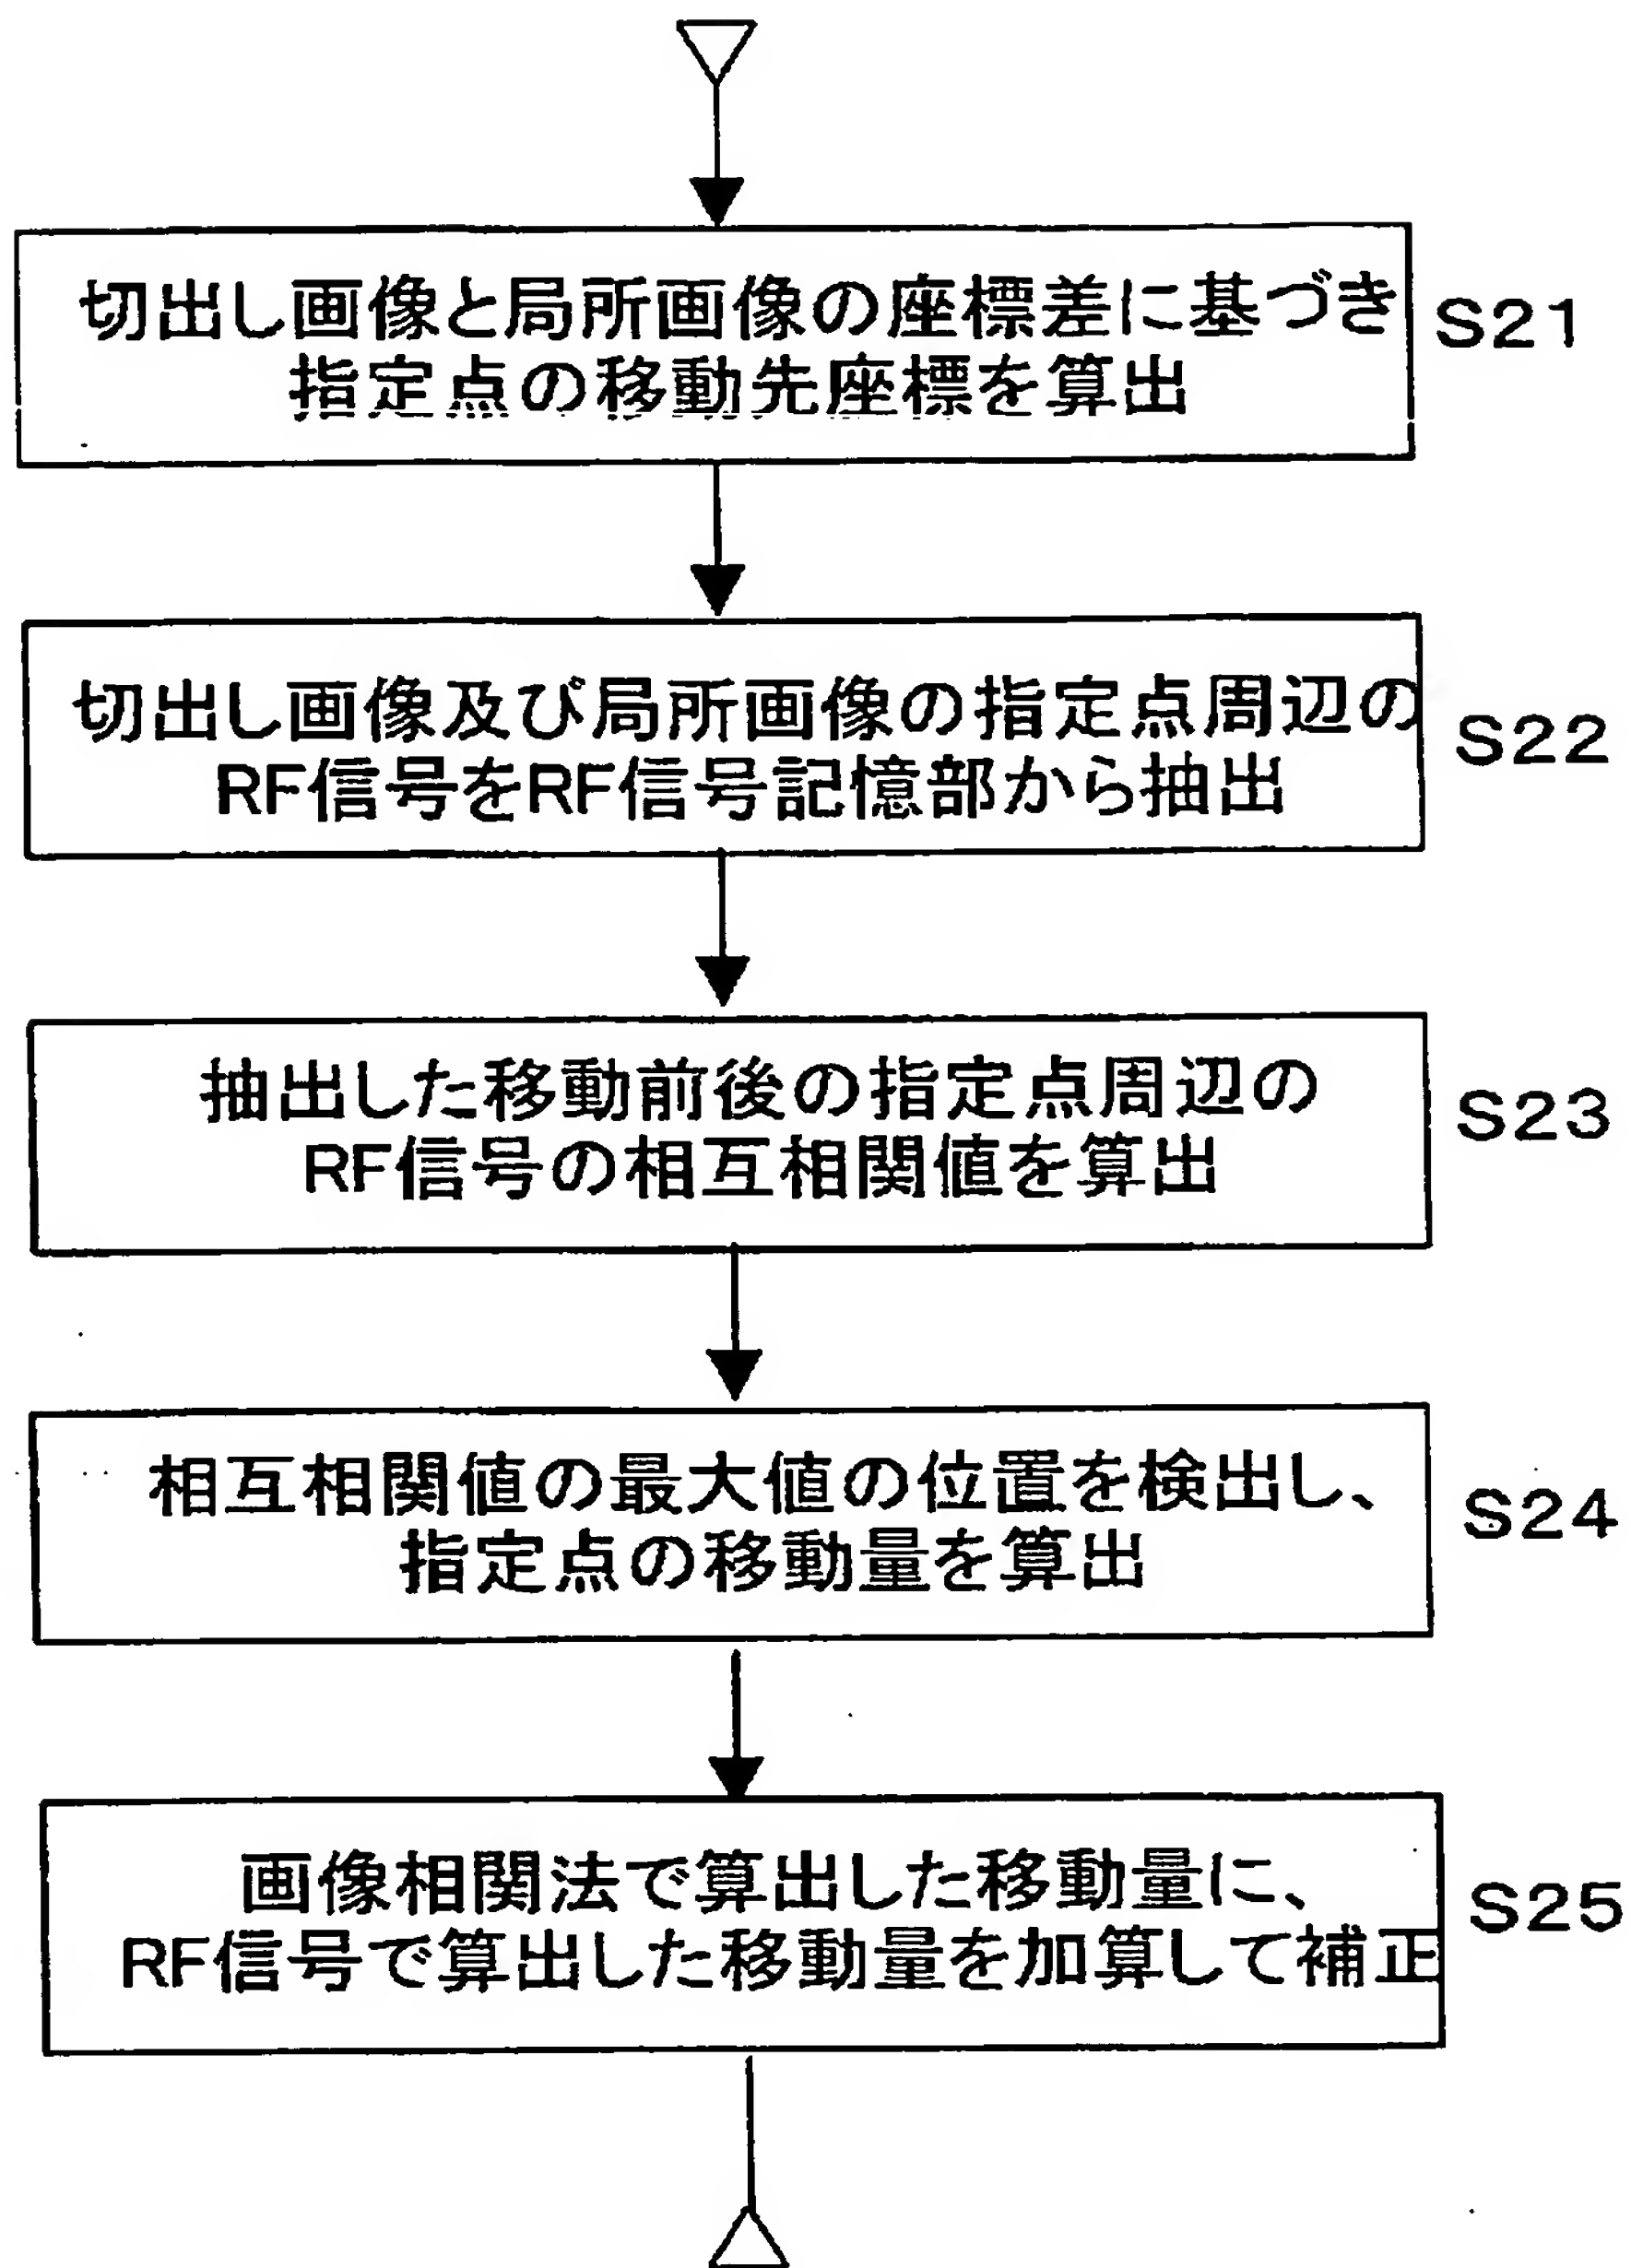 切出し画像と局所画像の座標差に基づき
指定点の移動先座標を算出
S21
切出し画像及び局所画像の指定点周辺の
RF信号をRF信号記憶部から抽出
S22
抽出した移動前後の指定点周辺の
RF信号の相互相関値を算出
S23
相互相関値の最大値の位置を検出し、
指定点の移動量を算出
S24
画像相関法で算出した移動量に、
RF信号で算出した移動量を加算して補正
S25